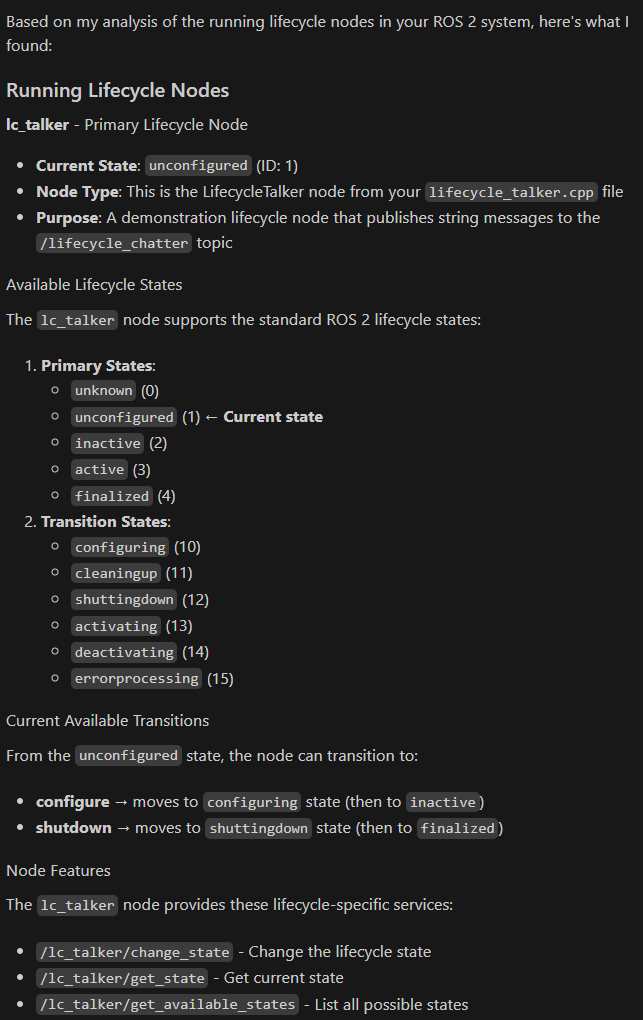 Based on my analysis of the running lifecycle nodes in your ROS 2 system, here's what I
found:
Running Lifecycle Nodes
lc_talker - Primary Lifecycle Node
• Current State: unconfigured (ID: 1)
• Node Type: This is the LifecycleTalker node from your lifecycle_talker.cpp file
• Purpose: A demonstration lifecycle node that publishes string messages to the
/lifecycle_chatter topic
Available Lifecycle States
The lc_talker node supports the standard ROS 2 lifecycle states:
1. Primary States:
○ unknown (0)
○ unconfigured (1) ← Current state
○ inactive (2)
○ active (3)
○ finalized (4)
2. Transition States:
○ configuring (10)
○ cleaningup (11)
○ shuttingdown (12)
○ activating (13)
○ deactivating (14)
○ errorprocessing (15)
Current Available Transitions
From the unconfigured state, the node can transition to:
• configure → moves to configuring state (then to inactive)
• shutdown → moves to shuttingdown state (then to finalized)
Node Features
The lc_talker node provides these lifecycle-specific services:
• /lc_talker/change_state - Change the lifecycle state
• /lc_talker/get_state - Get current state
• /lc_talker/get_available_states - List all possible states